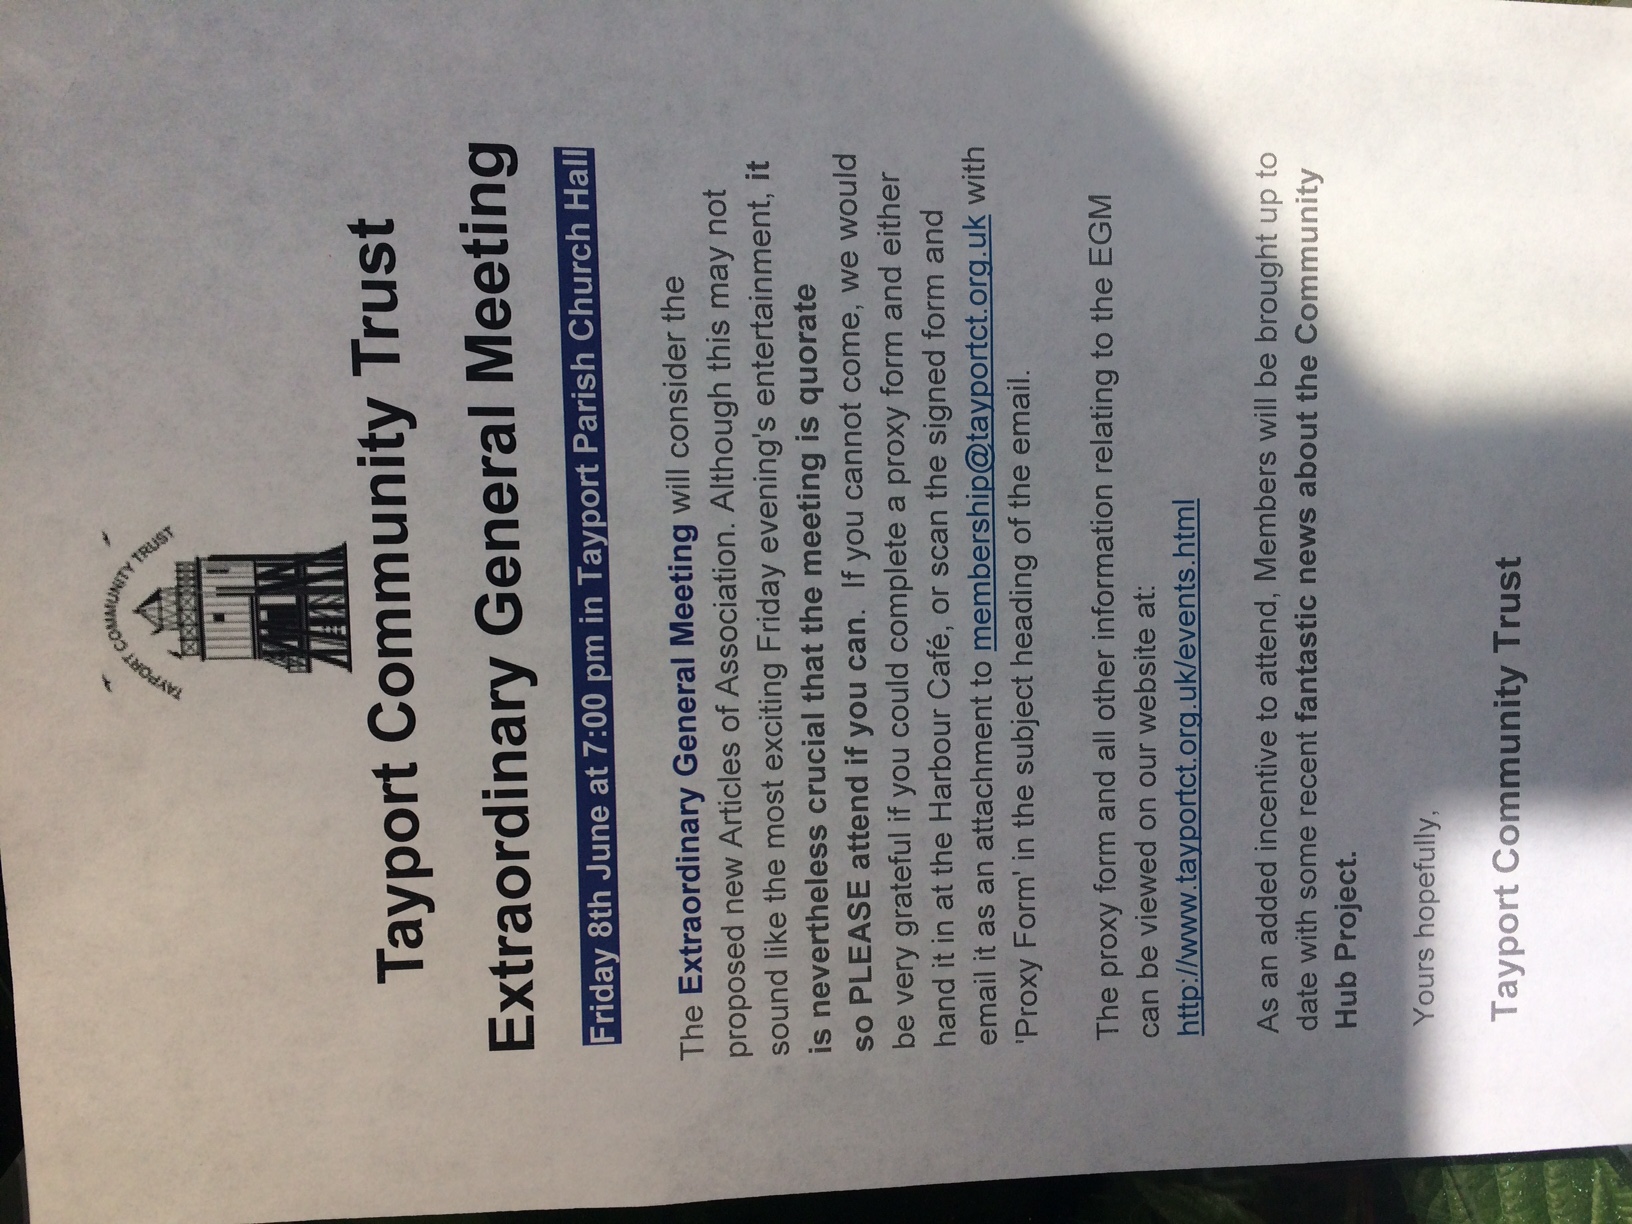 TAYPORT COMMUNITY TRUST
Tayport Community Trust
Extraordinary General Meeting
Friday 8th June at 7:00 pm in Tayport Parish Church Hall
The Extraordinary General Meeting will consider the
proposed new Articles of Association. Although this may not
sound like the most exciting Friday evening's entertainment, it
is nevertheless crucial that the meeting is quorate
so PLEASE attend if you can.  If you cannot come, we would
be very grateful if you could complete a proxy form and either
hand it in at the Harbour Café, or scan the signed form and
email it as an attachment to membership@tayportct.org.uk with
'Proxy Form' in the subject heading of the email.
The proxy form and all other information relating to the EGM
can be viewed on our website at:
http://www.tayportct.org.uk/events.html
As an added incentive to attend, Members will be brought up to
date with some recent fantastic news about the Community
Hub Project.
Yours hopefully,
Tayport Community Trust